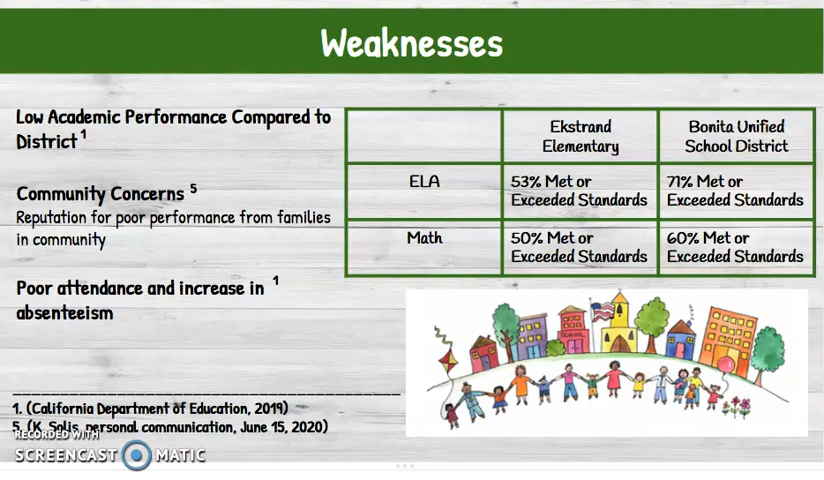 Weaknesses
Low Academic Performance Compared to
District 1
Community Concerns 5
Reputation for poor performance from families
in community
Poor attendance and increase in 1
absenteeism
Ekstrand
Elementary
Bonita Unified
School District
ELA
53% Met or
Exceeded Standards
71% Met or
Exceeded Standards
Math
50% Met or
Exceeded Standards
60% Met or
Exceeded Standards
SCHOOL
1. (California Department of Education, 2019)
5. (K. Solis, personal communication, June 15, 2020)
RECORDED WITH
SCREENCAST MATIC